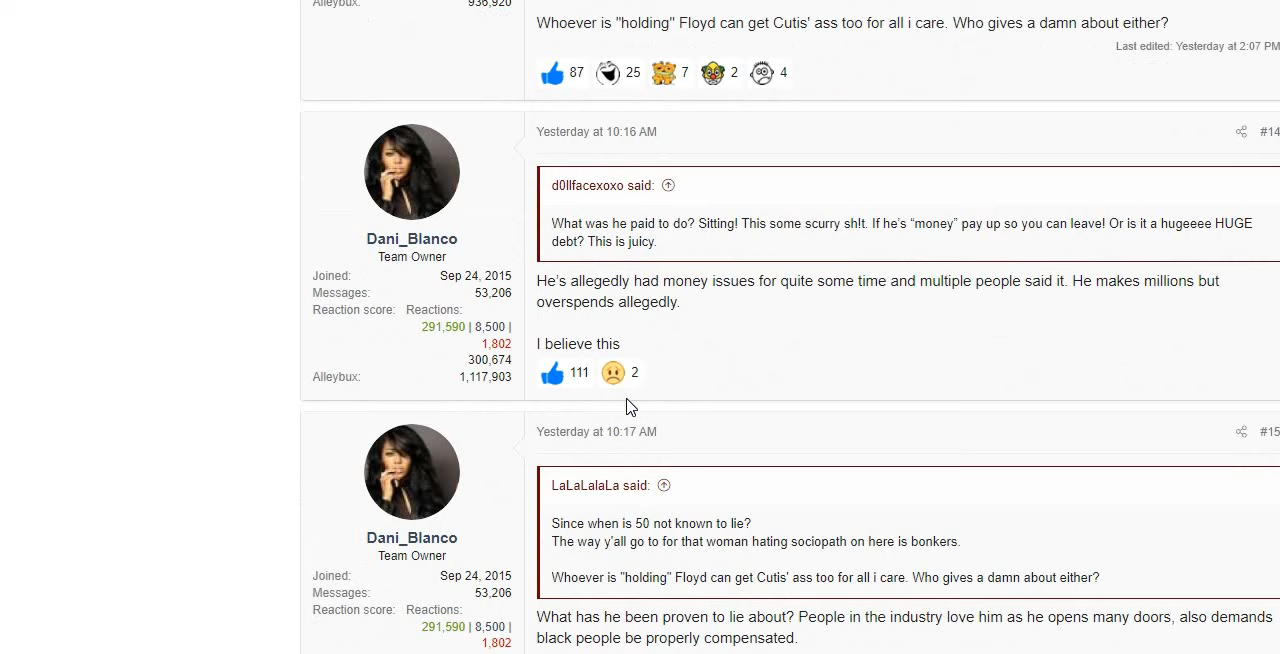 Alleybux: 936,920
Whoever is "holding" Floyd can get Cutis' ass too for all i care. Who gives a damn about either?
Last edited: Yesterday at 2:07 PM
87 25 7 2 4
Dani_Blanco
Team Owner
Joined: Sep 24, 2015
Messages: 53,206
Reaction score: Reactions:
291,590 | 8,500 |
1,802
300,674
Alleybux: 1,117,903
Yesterday at 10:16 AM #14
d0llfacexoxo said:
What was he paid to do? Sitting! This some scurry sh!t. If he's “money” pay up so you can leave! Or is it a hugeeee HUGE
debt? This is juicy.
He's allegedly had money issues for quite some time and multiple people said it. He makes millions but
overspends allegedly.
I believe this
111 2
Dani_Blanco
Team Owner
Joined: Sep 24, 2015
Messages: 53,206
Reaction score: Reactions:
291,590 | 8,500 |
1,802
Yesterday at 10:17 AM #15
LaLaLalaLa said:
Since when is 50 not known to lie?
The way y'all go to for that woman hating sociopath on here is bonkers.
Whoever is "holding" Floyd can get Cutis' ass too for all i care. Who gives a damn about either?
What has he been proven to lie about? People in the industry love him as he opens many doors, also demands
black people be properly compensated.